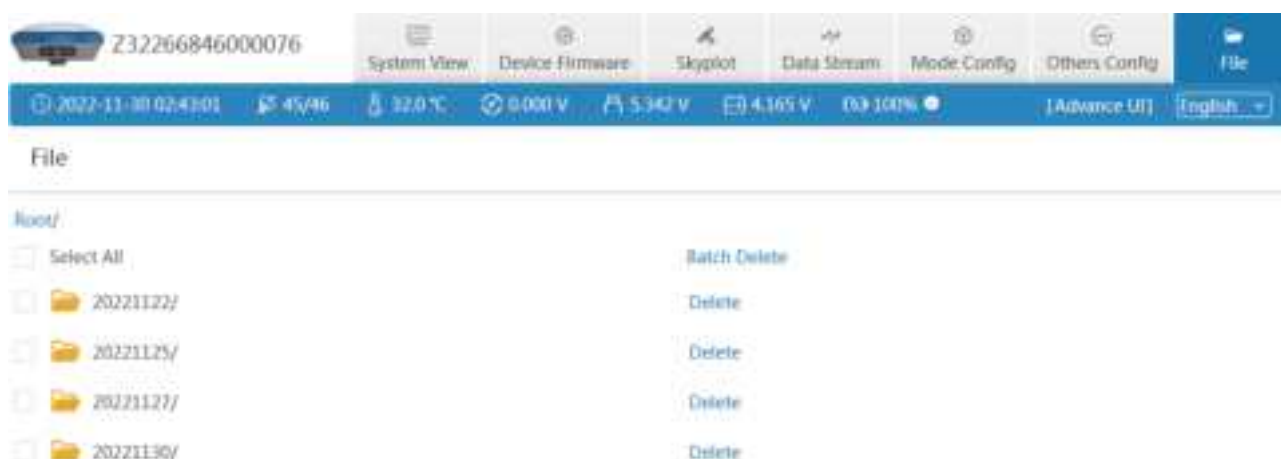 Z32266846000076
System View
Device Firmware
Skyplot
Data Stream
Mode Config
Others Config
File
2022-11-30 02:43:01 45/46 32.0 ℃ 0.000 V 5.342 V 4.165 V 100% [Advance UI] English
File
Root/
Select All Batch Delete
20221122/ Delete
20221125/ Delete
20221127/ Delete
20221130/ Delete